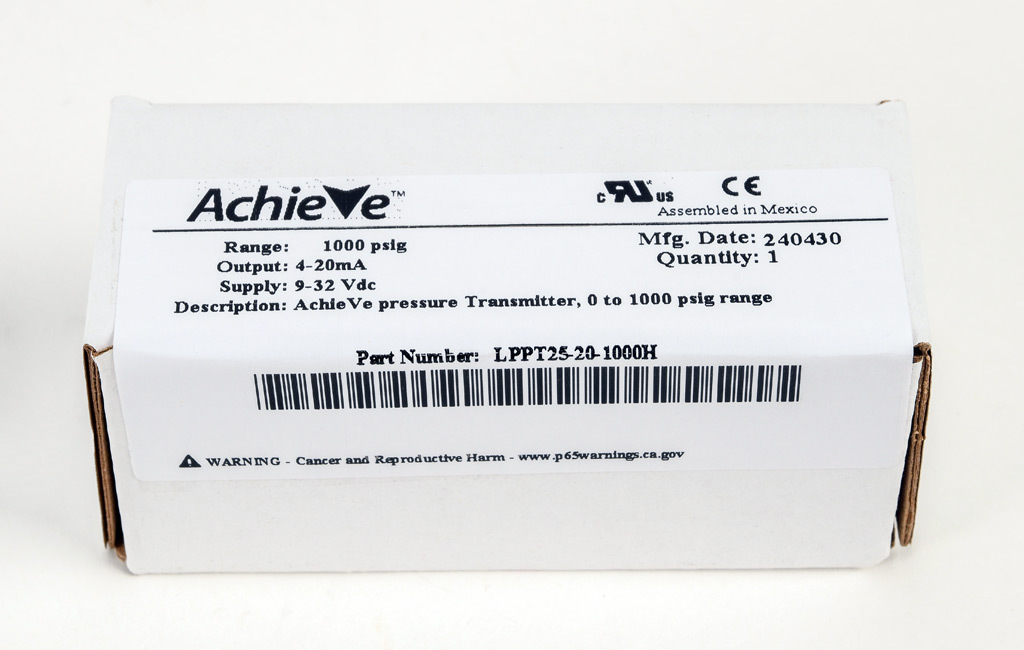 AchieVe™
c RU us CE
Assembled in Mexico
Range: 1000 psig
Mfg. Date: 240430
Output: 4-20mA
Quantity: 1
Supply: 9-32 Vdc
Description: AchieVe pressure Transmitter, 0 to 1000 psig range
Part Number: LPPT25-20-1000H
WARNING - Cancer and Reproductive Harm - www.p65warnings.ca.gov